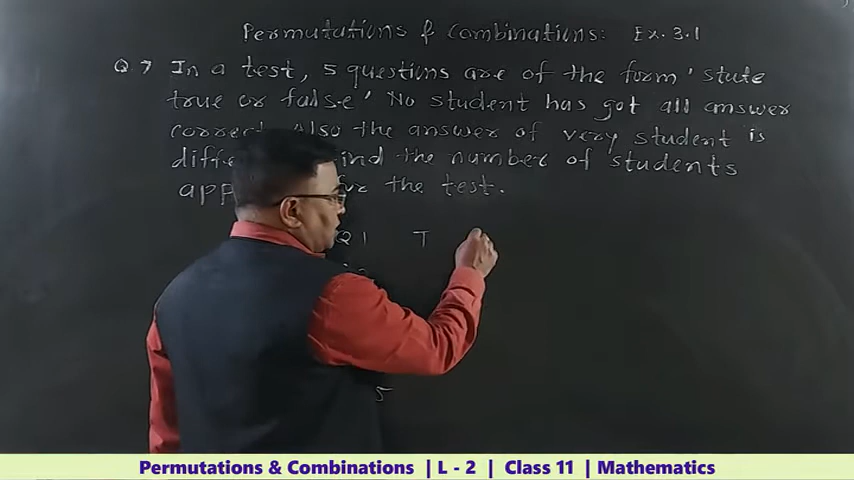 Permutations & Combinations: Ex. 3.1
Q.7 In a test, 5 questions are of the form 'state
true or false' No student has got all answer
correct. Also the answer of very student is
find the number of students
for the test.
Q1 T
5
Permutations & Combinations | L - 2 | Class 11 | Mathematics